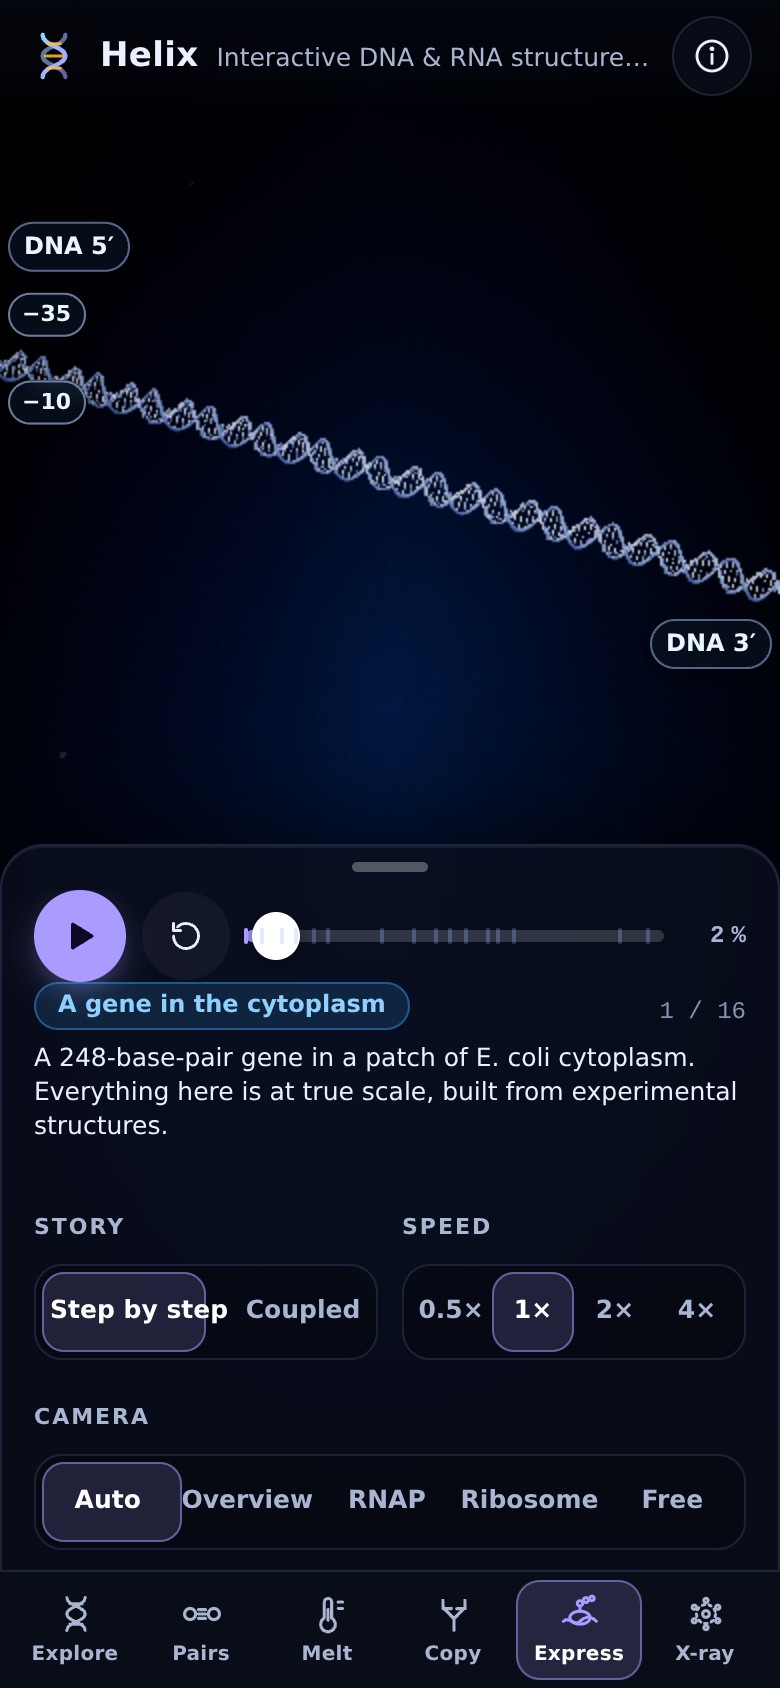 Helix Interactive DNA & RNA structure…
DNA 5′
−35
−10
DNA 3′
2 %
A gene in the cytoplasm
1 / 16
A 248-base-pair gene in a patch of E. coli cytoplasm.
Everything here is at true scale, built from experimental
structures.
STORY SPEED
Step by step Coupled 0.5× 1× 2× 4×
CAMERA
Auto Overview RNAP Ribosome Free
Explore Pairs Melt Copy Express X-ray